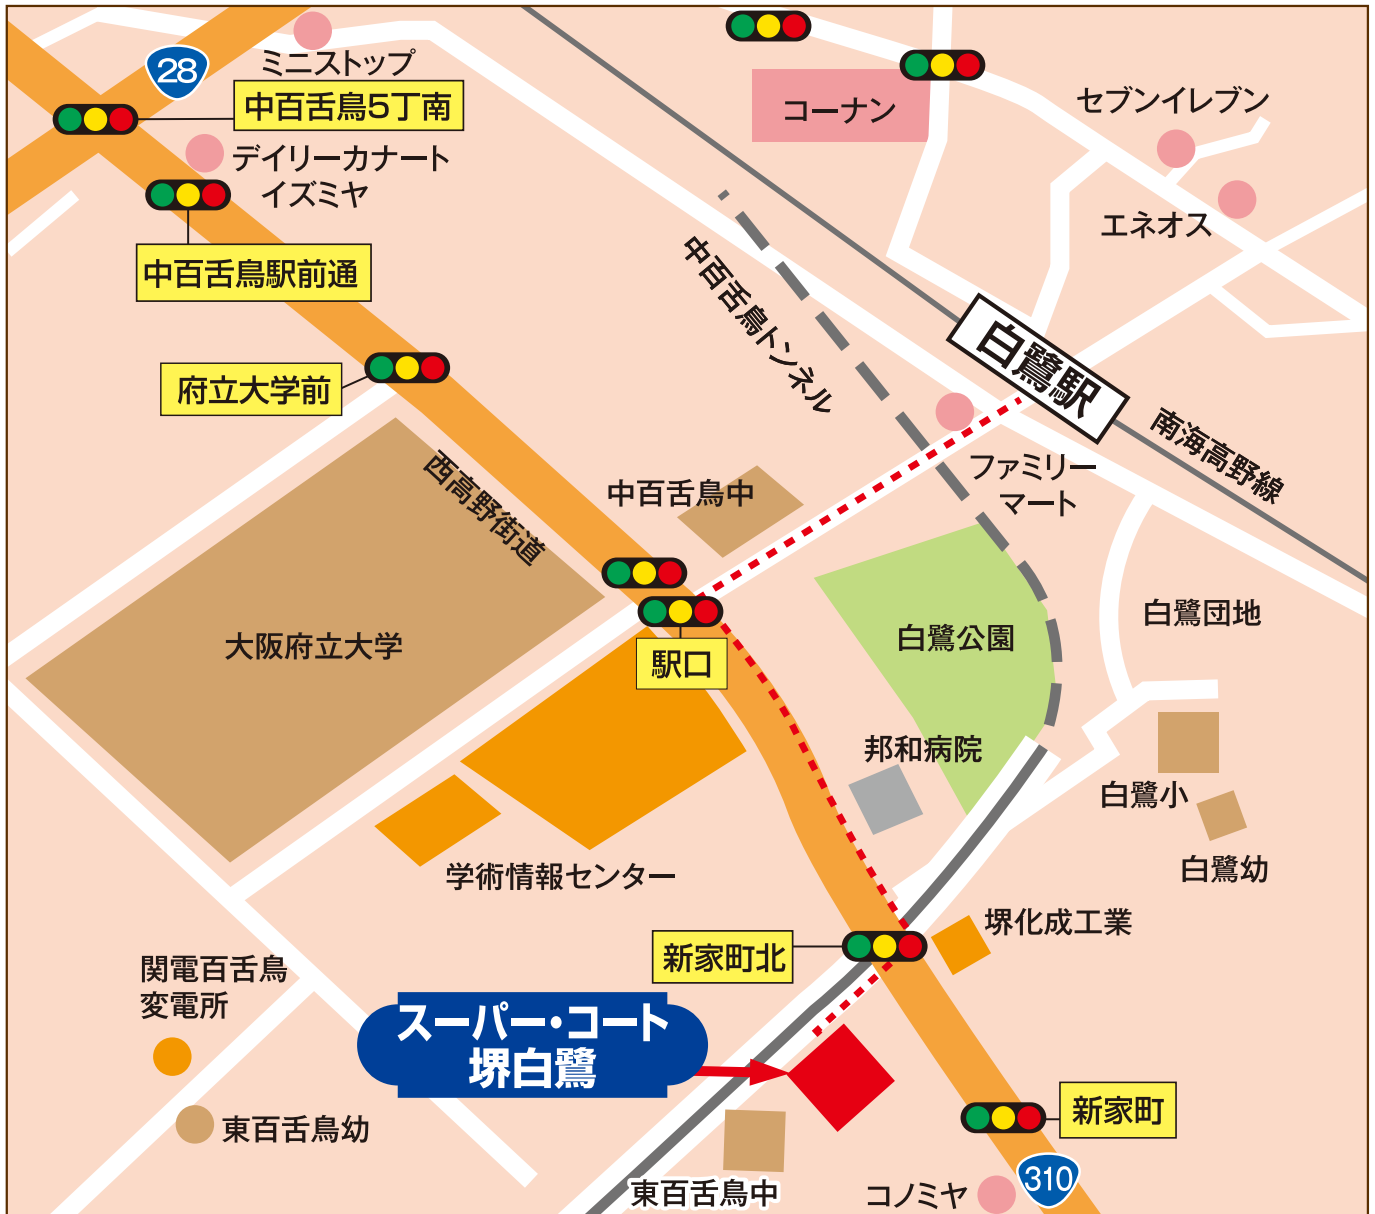 28
ミニストップ
中百舌鳥5丁南
デイリーカナート
イズミヤ
中百舌鳥駅前通
コーナン
セブンイレブン
エネオス
中百舌鳥トンネル
白鷺駅
府立大学前
南海高野線
西高野街道
中百舌鳥中
ファミリー
マート
大阪府立大学
駅口
白鷺公園
白鷺団地
邦和病院
白鷺小
白鷺幼
学術情報センター
堺化成工業
新家町北
関電百舌鳥
変電所
スーパー・コート
堺白鷺
東百舌鳥幼
新家町
東百舌鳥中
コノミヤ
310